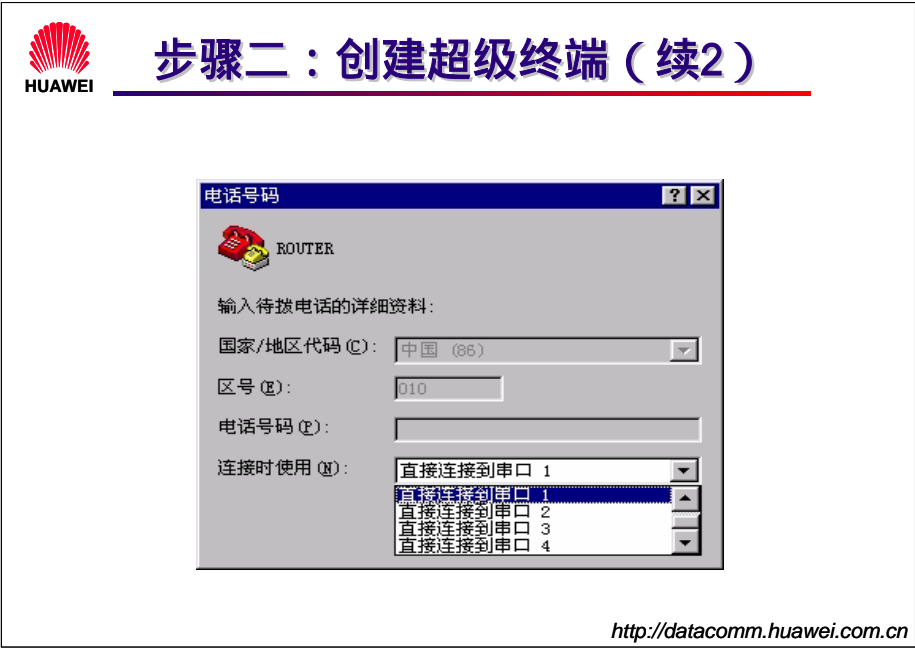 HUAWEI
步骤二：创建超级终端（续2）
电话号码
ROUTER
输入待拨电话的详细资料:
国家/地区代码(C): 中国 (86)
区号(E): 010
电话号码(P):
连接时使用(N): 直接连接到串口 1
直接连接到串口 1
直接连接到串口 2
直接连接到串口 3
直接连接到串口 4
http://datacomm.huawei.com.cn